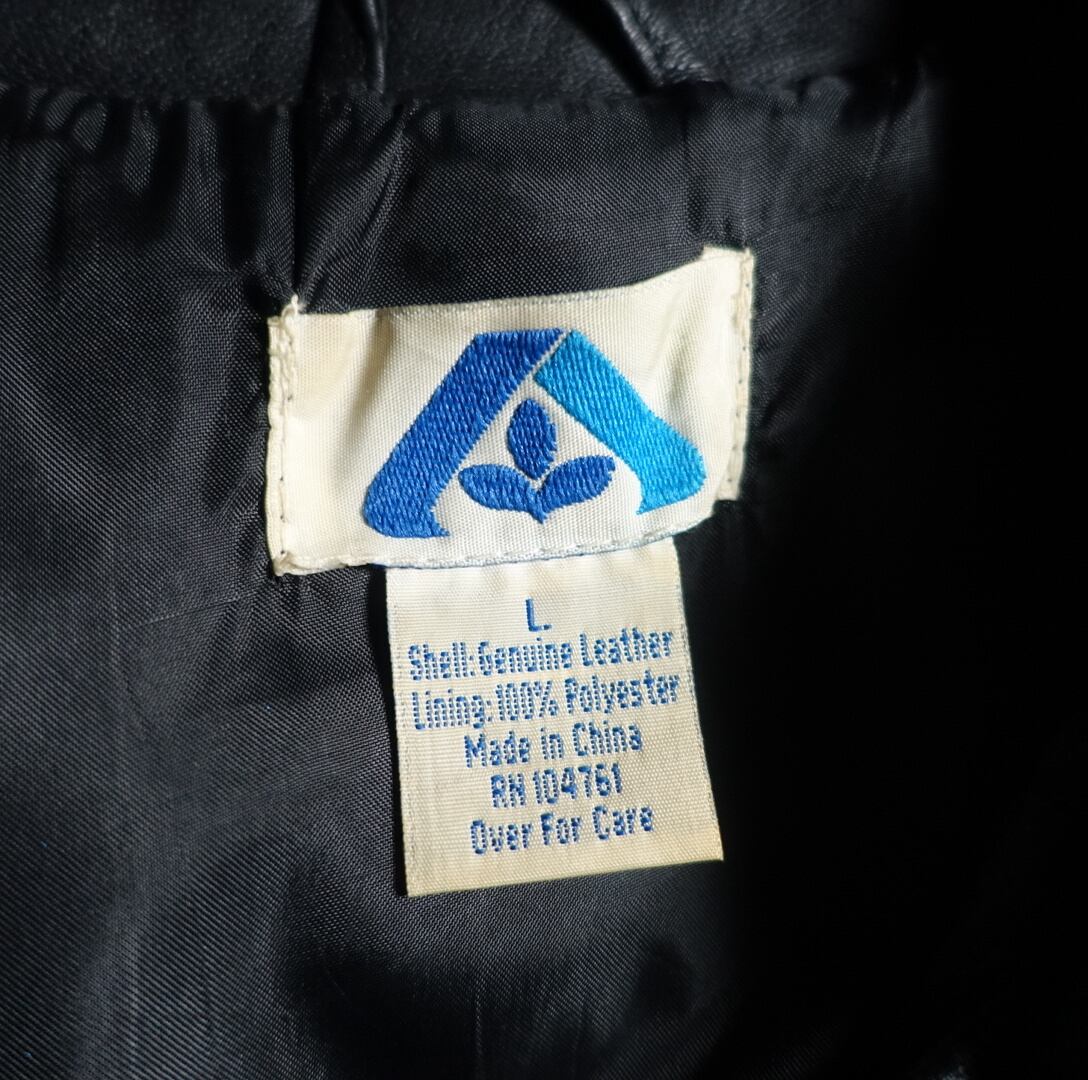 L.
Shell:Genuine Leather
Lining:100% Polyester
Made in China
RN 104761
Over For Care